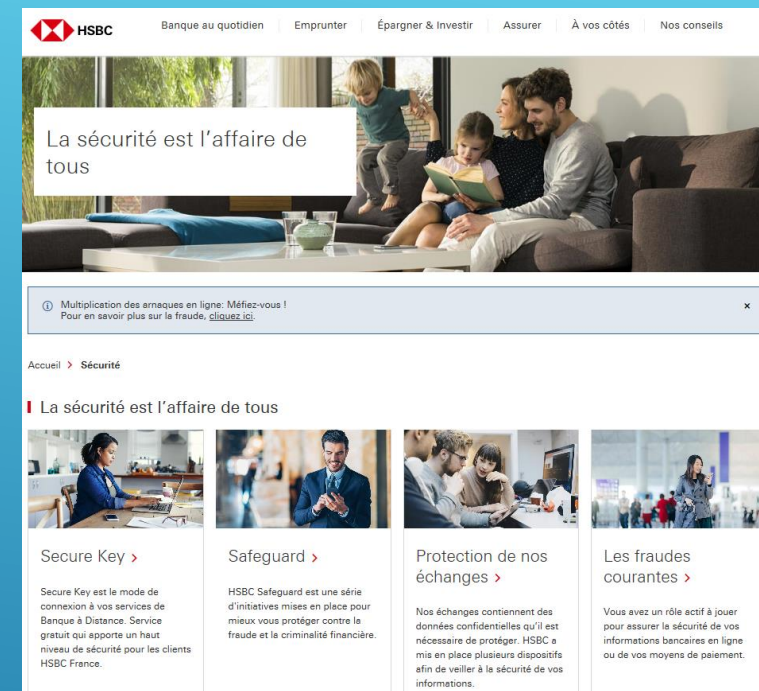 HSBC
Banque au quotidien
Emprunter
Épargner & Investir
Assurer
À vos côtés
Nos conseils
La sécurité est l'affaire de
tous
Multiplication des arnaques en ligne: Méfiez-vous !
Pour en savoir plus sur la fraude, cliquez ici.
×
Accueil > Sécurité
La sécurité est l'affaire de tous
Secure Key >
Secure Key est le mode de
connexion à vos services de
Banque à Distance. Service
gratuit qui apporte un haut
niveau de sécurité pour les clients
HSBC France.
Safeguard >
HSBC Safeguard est une série
d'initiatives mises en place pour
mieux vous protéger contre la
fraude et la criminalité financière.
Protection de nos
échanges >
Nos échanges contiennent des
données confidentielles qu'il est
nécessaire de protéger. HSBC a
mis en place plusieurs dispositifs
afin de veiller à la sécurité de vos
informations.
Les fraudes
courantes >
Vous avez un rôle actif à jouer
pour assurer la sécurité de vos
informations bancaires en ligne
ou de vos moyens de paiement.